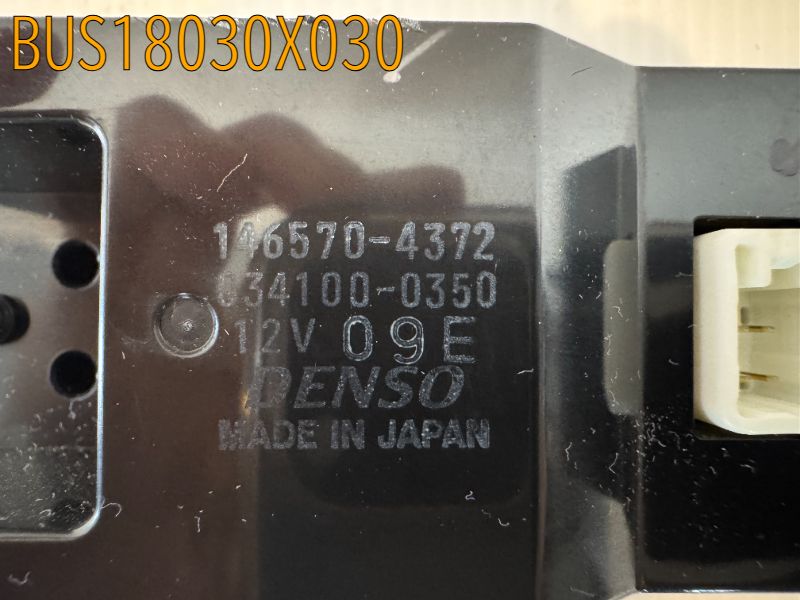 BUS18030X030
146570-4372
034100-0350
12V 09E
DENSO
MADE IN JAPAN